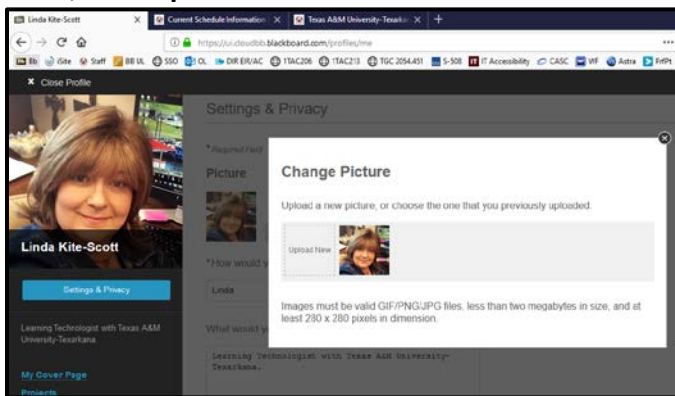 Linda Kite-Scott
Current Schedule Information
Texas A&M University-Texarkan
https://ui.cloudbb.blackboard.com/profiles/me
Bb iSite Staff BB UL SSO OL DIR ER/AC 1TAC206 1TAC213 TGC 2054.451 S-508 IT Accessibility CASC WF Astra FrtPt
Close Profile
Settings & Privacy
* Required Field
Picture
Change Picture
Upload a new picture, or choose the one that you previously uploaded.
Upload New
Images must be valid GIF/PNG/JPG files, less than two megabytes in size, and at
least 280 x 280 pixels in dimension.
Linda Kite-Scott
Settings & Privacy
Learning Technologist with Texas A&M
University-Texarkana.
My Cover Page
Projects
* How would y
Linda
What would yo
Learning Technologist with Texas A&M University-
Texarkana.